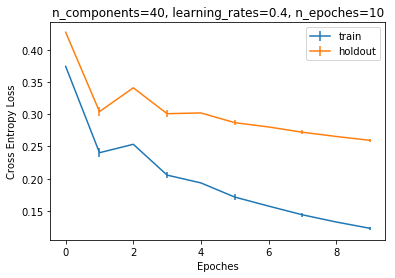 n_components=40, learning_rates=0.4, n_epoches=10
train
holdout
Cross Entropy Loss
0.40
0.35
0.30
0.25
0.20
0.15
0 2 4 6 8
Epoches